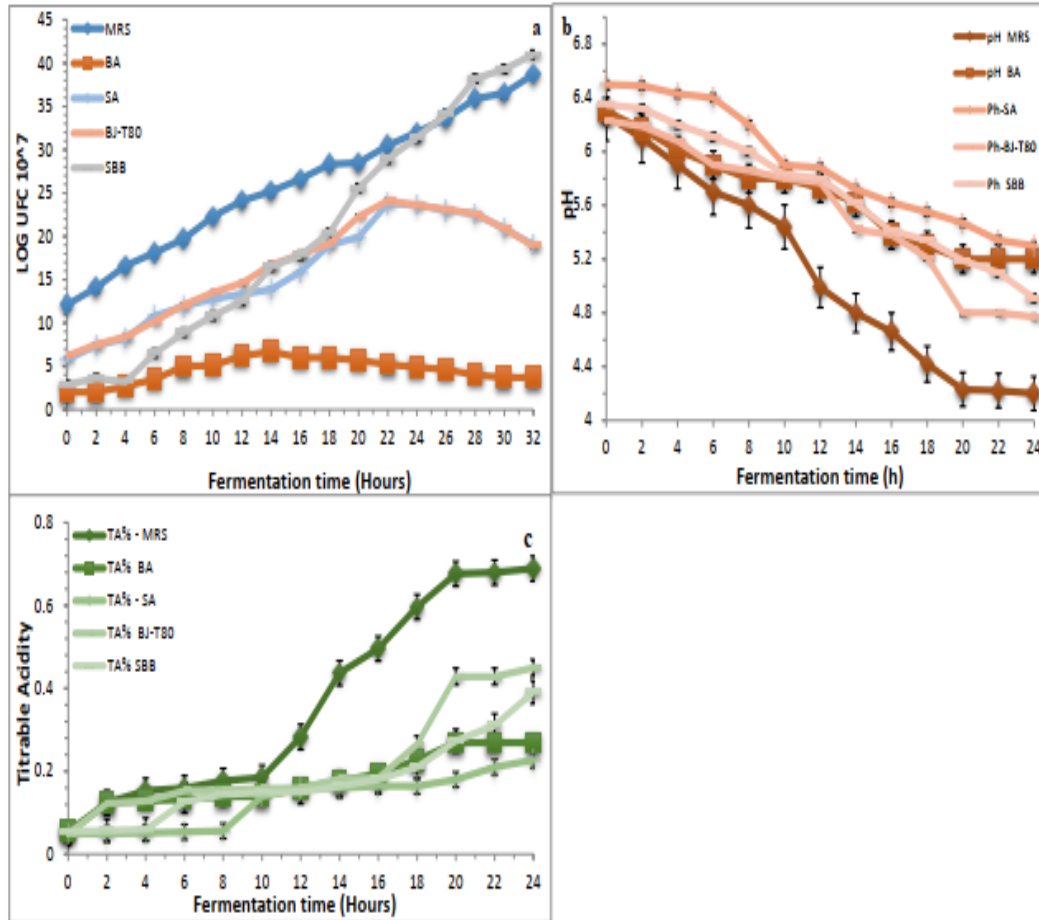 a
LOG UFC 10^7
45
40
35
30
25
20
15
10
5
0
MRS
BA
SA
BJ-T80
SBB
0 2 4 6 8 10 12 14 16 18 20 22 24 26 28 30 32
Fermentation time (Hours)
b
pH
6.8
6.4
6
5.6
5.2
4.8
4.4
4
pH MRS
pH BA
Ph-SA
Ph-BJ-T80
Ph SBB
0 2 4 6 8 10 12 14 16 18 20 22 24
Fermentation time (h)
c
Titrable Acidity
0.8
0.6
0.4
0.2
0
TA% - MRS
TA% BA
TA% - SA
TA% BJ-T80
TA% SBB
0 2 4 6 8 10 12 14 16 18 20 22 24
Fermentation time (Hours)